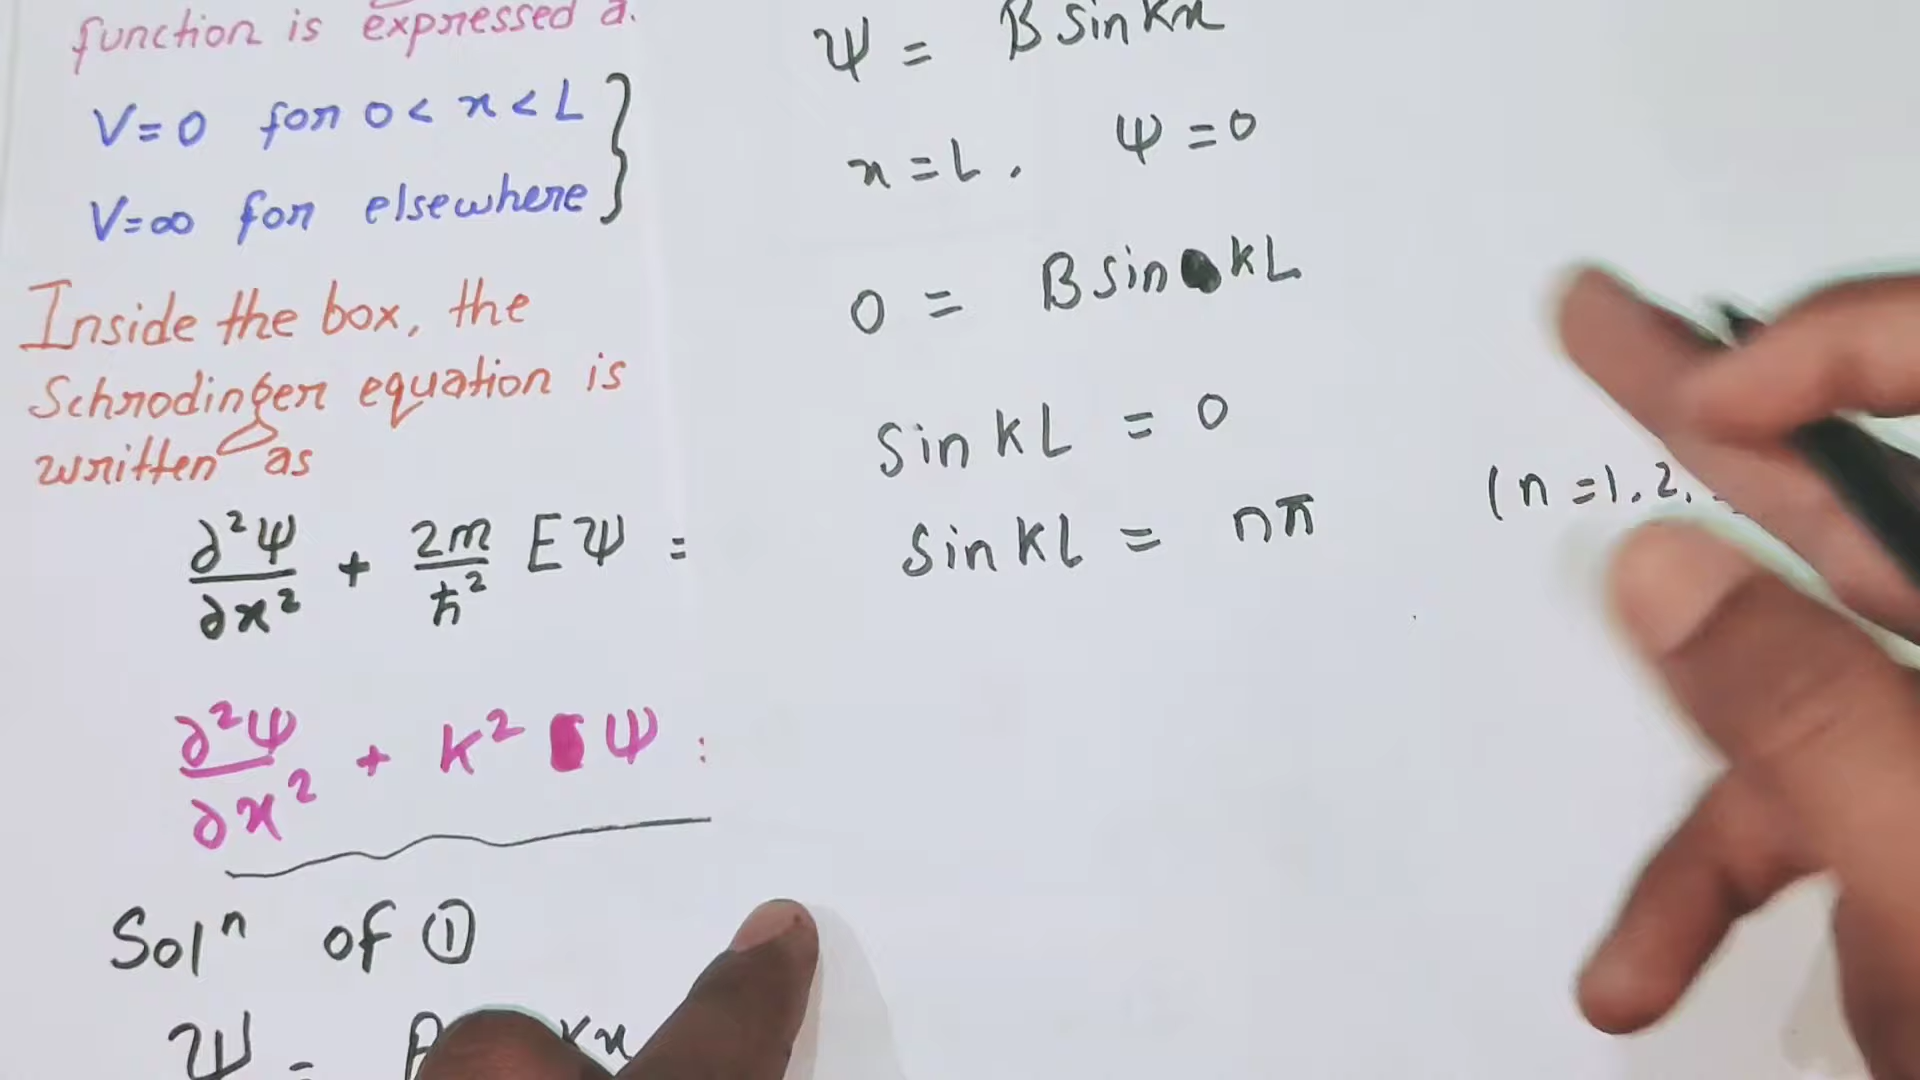 function is expressed a.
V=0 for 0 < x < L }
V=∞ for elsewhere
Inside the box, the
Schrodinger equation is
written as
∂²Ψ/∂x² + 2m/ħ² EΨ =
∂²Ψ/∂x² + K² Ψ :
Solⁿ of ①
Ψ = A Kx
Ψ = B sin Kx
x = L . Ψ = 0
0 = B sin kL
Sin kL = 0
Sin kL = nπ (n = 1, 2,